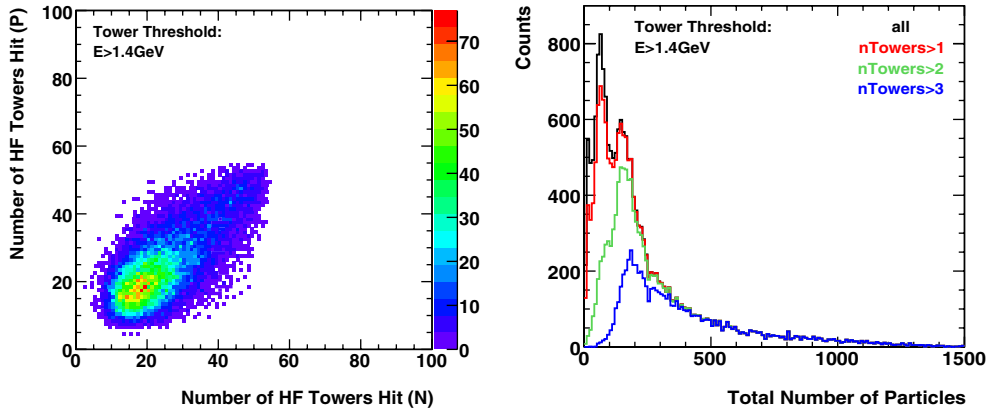 Number of HF Towers Hit (P)
100
80
60
40
20
0
Tower Threshold:
E>1.4GeV
0
20
40
60
80
100
Number of HF Towers Hit (N)
70
60
50
40
30
20
10
0
Counts
800
600
400
200
0
Tower Threshold:
E>1.4GeV
all
nTowers>1
nTowers>2
nTowers>3
0
500
1000
1500
Total Number of Particles